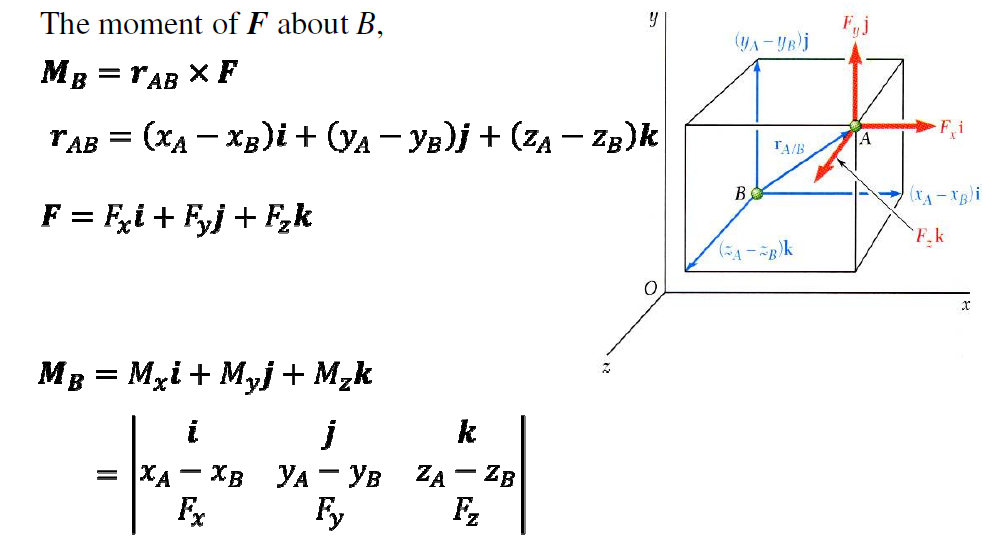 The moment of F about B,
M_B = r_AB × F
r_AB = (x_A − x_B)i + (y_A − y_B)j + (z_A − z_B)k
F = F_x i + F_y j + F_z k
M_B = M_x i + M_y j + M_z k
= | i j k |
| x_A − x_B y_A − y_B z_A − z_B |
| F_x F_y F_z |
y
F_y j
(y_A − y_B)j
F_x i
A
r_A/B
B
(x_A − x_B)i
F_z k
(z_A − z_B)k
O
x
z